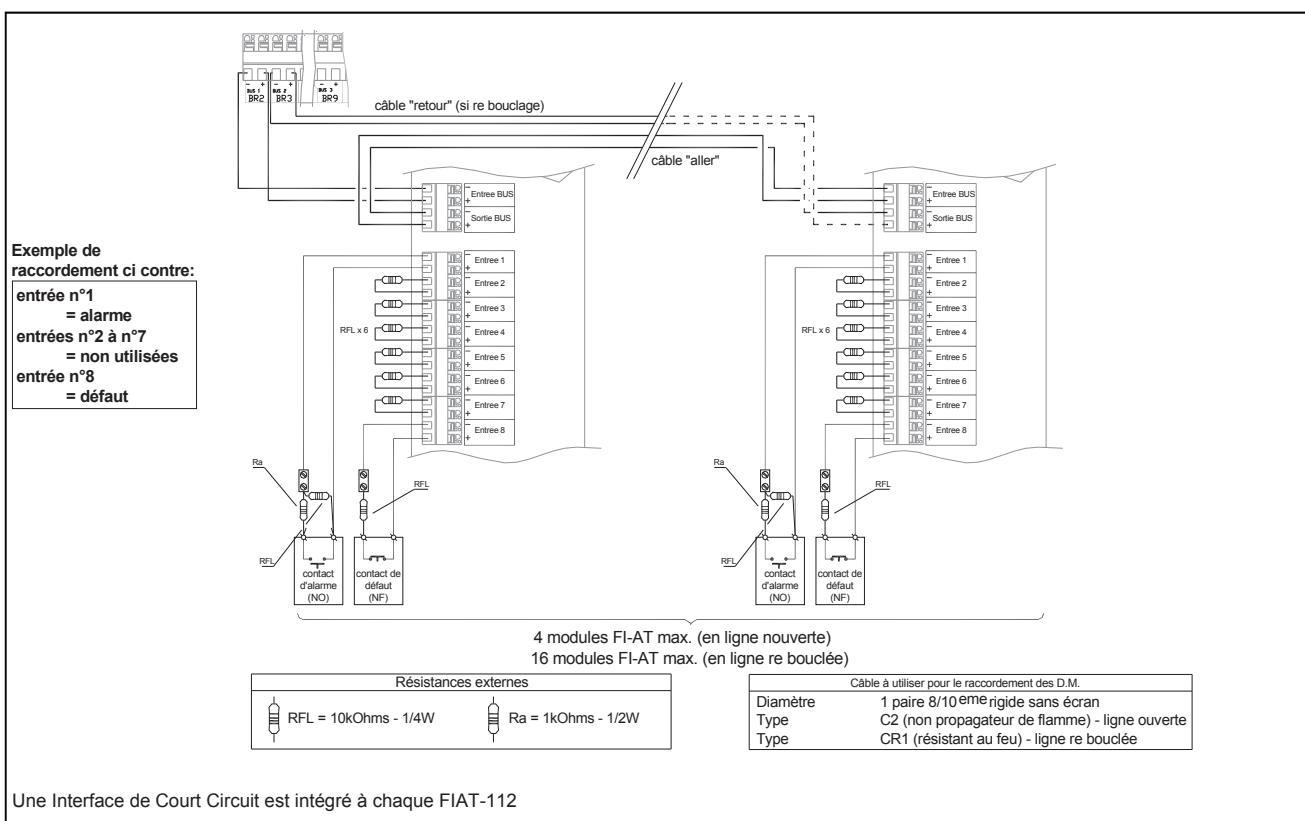 - + - + - +
BUS 1 BUS 2 BUS 3
BR2 BR3 BR9
câble "retour" (si re bouclage)
câble "aller"
- Entree BUS
+
- Sortie BUS
+
- Entree 1
+
- Entree 2
+
- Entree 3
+
- Entree 4
+
- Entree 5
+
- Entree 6
+
- Entree 7
+
- Entree 8
+
RFL x 6
Ra
RFL
RFL
contact
d'alarme
(NO)
contact de
défaut
(NF)
- Entree BUS
+
- Sortie BUS
+
- Entree 1
+
- Entree 2
+
- Entree 3
+
- Entree 4
+
- Entree 5
+
- Entree 6
+
- Entree 7
+
- Entree 8
+
RFL x 6
Ra
RFL
RFL
contact
d'alarme
(NO)
contact de
défaut
(NF)
Exemple de
raccordement ci contre:
entrée n°1
= alarme
entrées n°2 à n°7
= non utilisées
entrée n°8
= défaut
4 modules FI-AT max. (en ligne nouverte)
16 modules FI-AT max. (en ligne re bouclée)
Résistances externes
RFL = 10kOhms - 1/4W Ra = 1kOhms - 1/2W
Câble à utiliser pour le raccordement des D.M.
Diamètre 1 paire 8/10 eme rigide sans écran
Type C2 (non propagateur de flamme) - ligne ouverte
Type CR1 (résistant au feu) - ligne re bouclée
Une Interface de Court Circuit est intégré à chaque FIAT-112